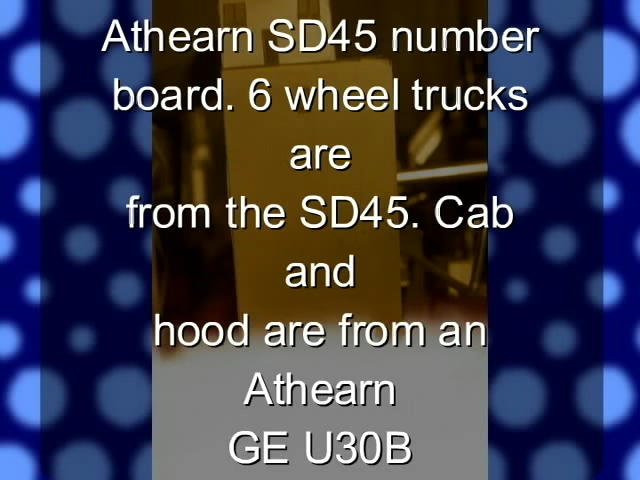 Athearn SD45 number
board. 6 wheel trucks
are
from the SD45. Cab
and
hood are from an
Athearn
GE U30B